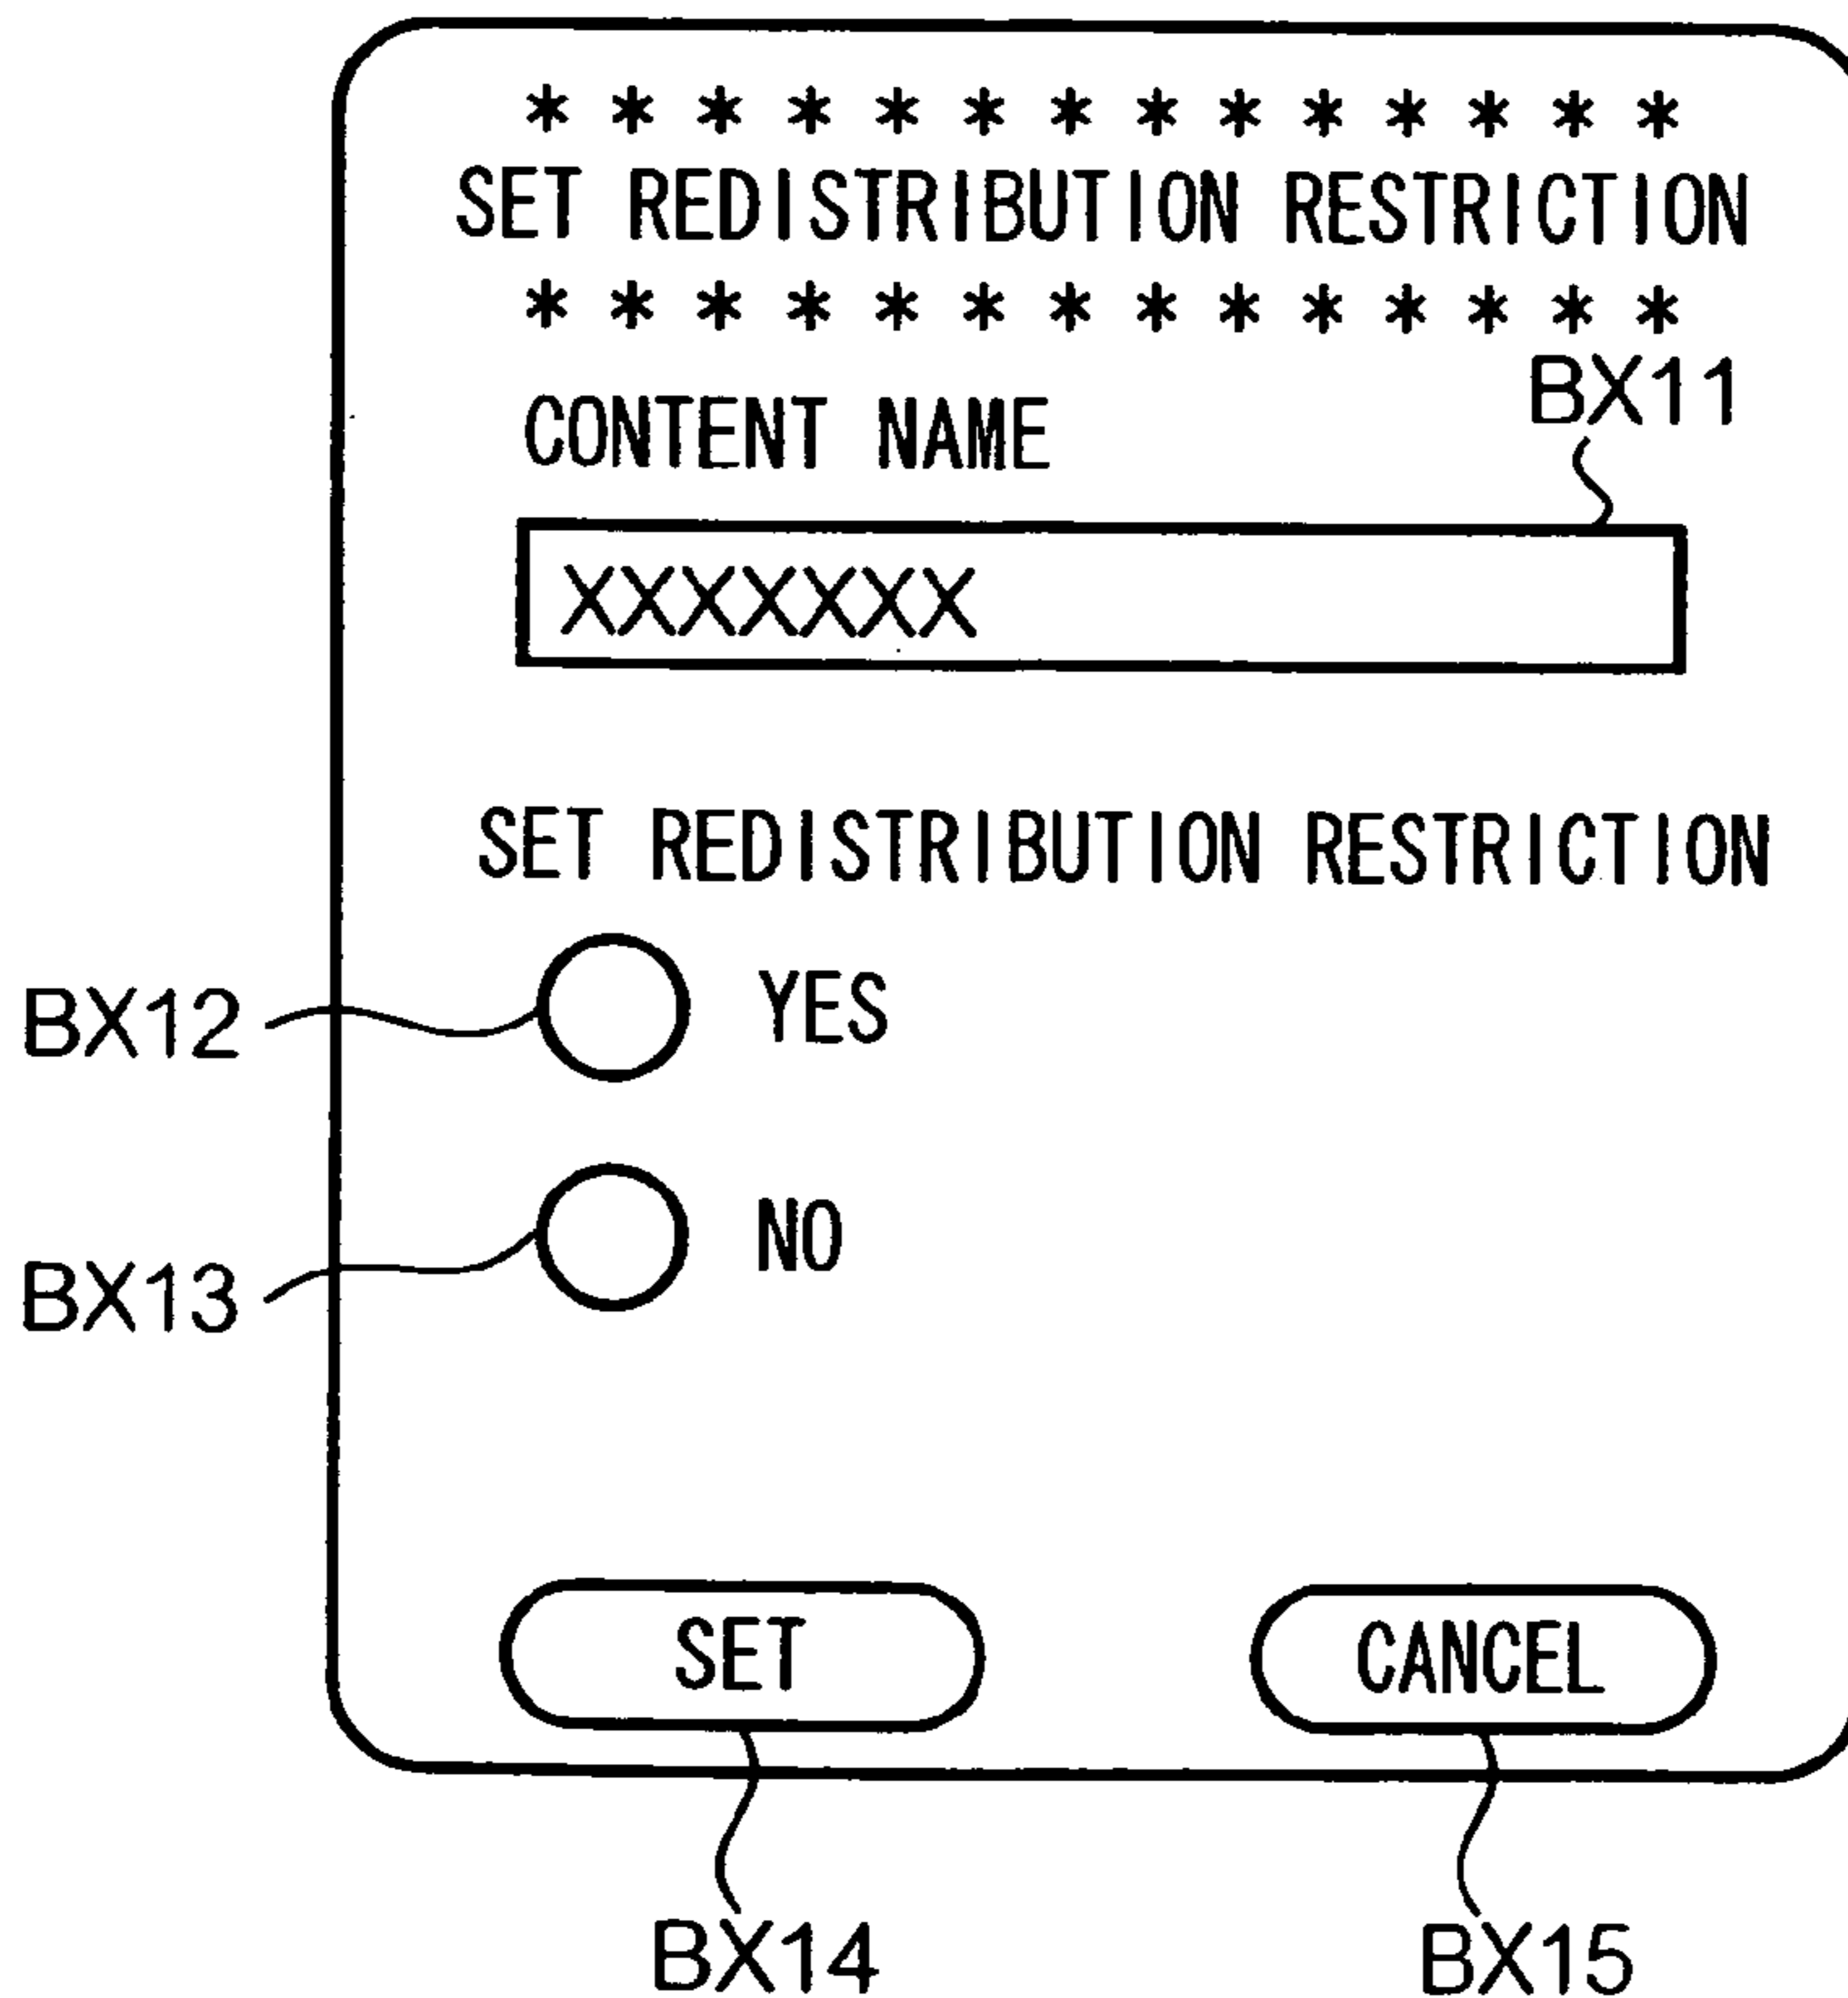 * * * * * * * * * * * * * *
SET REDISTRIBUTION RESTRICTION
* * * * * * * * * * * * * *
BX11
CONTENT NAME
XXXXXXX
SET REDISTRIBUTION RESTRICTION
BX12 YES
BX13 NO
SET CANCEL
BX14 BX15